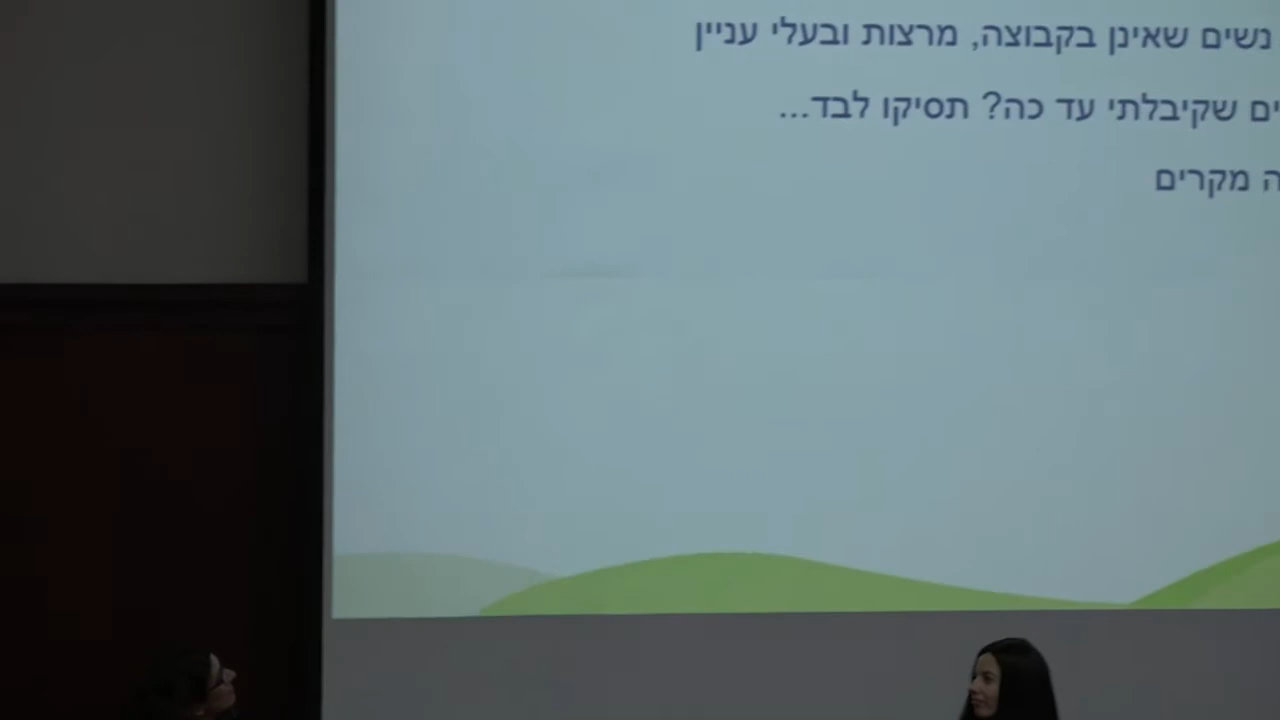 נשים שאינן בקבוצה, מרצות ובעלי עניין
ים שקיבלתי עד כה? תסיקו לבד...
ה מקרים